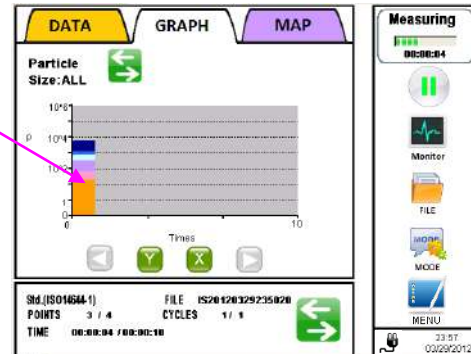 DATA GRAPH MAP
Particle
Size:ALL
10^6
p 10^4
10^2
1
0
0 10
Times
Y X
Std.(ISO14644-1) FILE IS20120329235020
POINTS 3 / 4 CYCLES 1/ 1
TIME 00:00:04 /00:00:10
Measuring
00:00:04
Monitor
FILE
MODE
MODE
MENU
23:57
03/29/2012